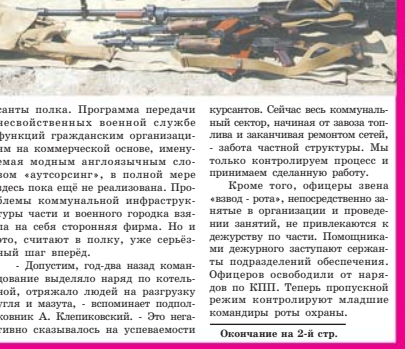 санты полка. Программа передачи
несвойственных военной службе
функций гражданским организаци-
ям на коммерческой основе, имену-
емая модным англоязычным сло-
вом «аутсорсинг», в полной мере
здесь пока ещё не реализована. Про-
блемы коммунальной инфраструк-
туры части и военного городка взя-
ла на себя сторонняя фирма. Но и
это, считают в полку, уже серьёз-
ный шаг вперёд.
- Допустим, год-два назад коман-
дование выделяло наряд по котель-
ной, отряжало людей на разгрузку
угля и мазута, - вспоминает подпол-
ковник А. Клепиковский. - Это нега-
тивно сказывалось на успеваемости
курсантов. Сейчас весь коммуналь-
ный сектор, начиная от завоза топ-
лива и заканчивая ремонтом сетей,
- забота частной структуры. Мы
только контролируем процесс и
принимаем сделанную работу.
Кроме того, офицеры звена
«взвод - рота», непосредственно за-
нятые в организации и проведе-
нии занятий, не привлекаются к
дежурству по части. Помощника-
ми дежурного заступают сержан-
ты подразделений обеспечения.
Офицеров освободили от наря-
дов по КПП. Теперь пропускной
режим контролируют младшие
командиры роты охраны.
Окончание на 2-й стр.